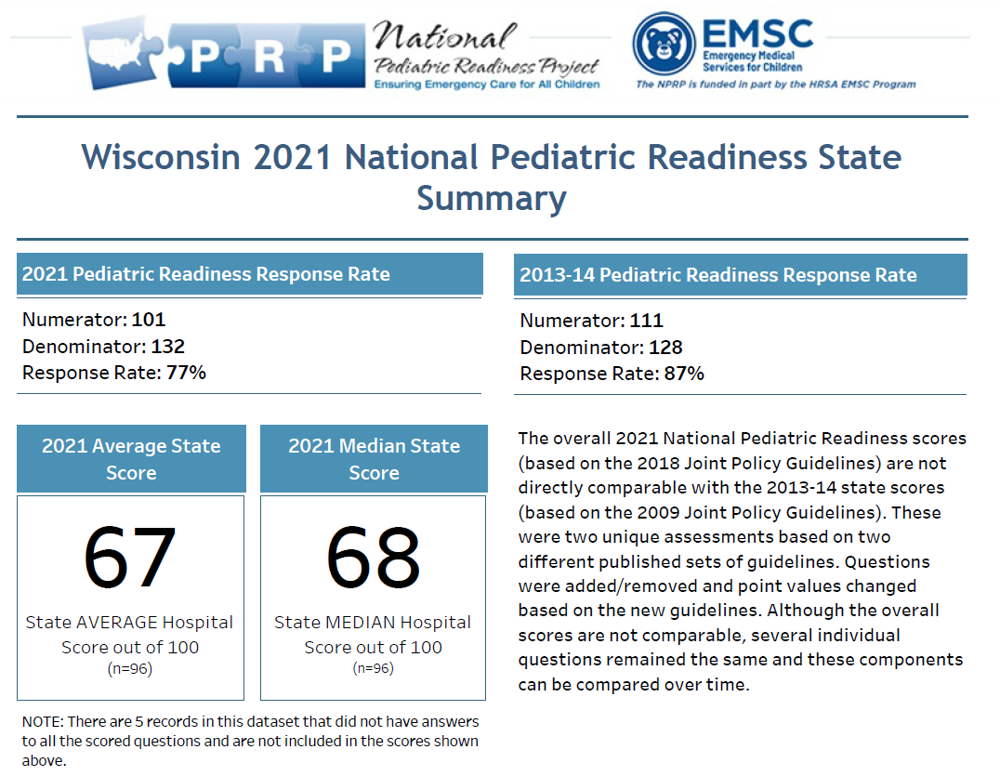 P R P
National
Pediatric Readiness Project
Ensuring Emergency Care for All Children
EMSC
Emergency Medical
Services for Children
The NPRP is funded in part by the HRSA EMSC Program
Wisconsin 2021 National Pediatric Readiness State
Summary
2021 Pediatric Readiness Response Rate
Numerator: 101
Denominator: 132
Response Rate: 77%
2013-14 Pediatric Readiness Response Rate
Numerator: 111
Denominator: 128
Response Rate: 87%
2021 Average State
Score
67
State AVERAGE Hospital
Score out of 100
(n=96)
2021 Median State
Score
68
State MEDIAN Hospital
Score out of 100
(n=96)
NOTE: There are 5 records in this dataset that did not have answers
to all the scored questions and are not included in the scores shown
above.
The overall 2021 National Pediatric Readiness scores
(based on the 2018 Joint Policy Guidelines) are not
directly comparable with the 2013-14 state scores
(based on the 2009 Joint Policy Guidelines). These
were two unique assessments based on two
different published sets of guidelines. Questions
were added/removed and point values changed
based on the new guidelines. Although the overall
scores are not comparable, several individual
questions remained the same and these components
can be compared over time.